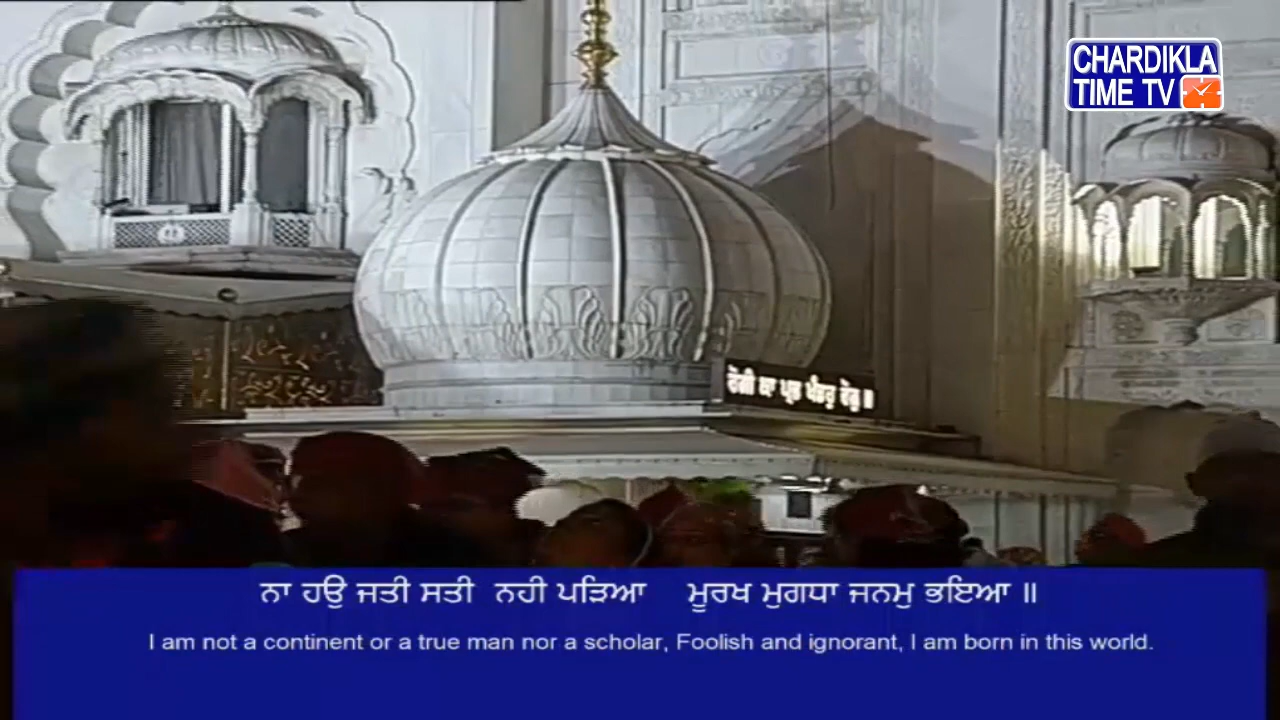 CHARDIKLA
TIME TV
ਨਾ ਹਉ ਜਤੀ ਸਤੀ ਨਹੀ ਪੜਿਆ ਮੂਰਖ ਮੁਗਧਾ ਜਨਮੁ ਭਇਆ ॥
I am not a continent or a true man nor a scholar, Foolish and ignorant, I am born in this world.